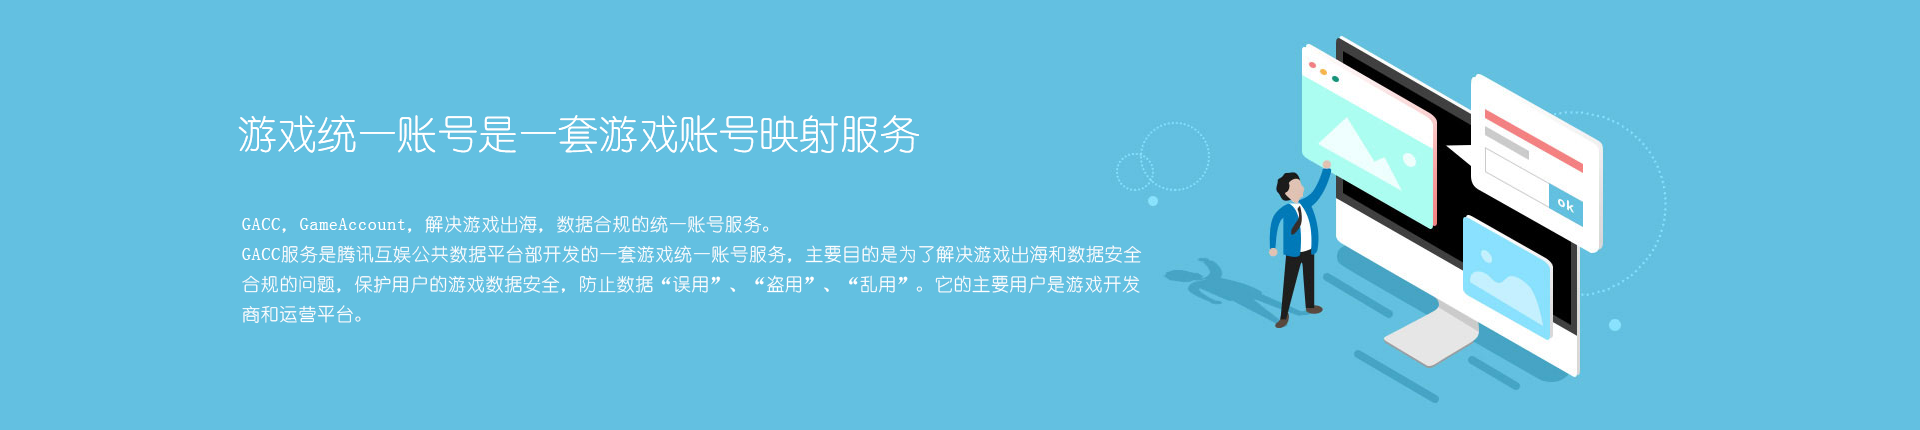 游戏统一账号是一套游戏账号映射服务
GACC，GameAccount，解决游戏出海，数据合规的统一账号服务。
GACC服务是腾讯互娱公共数据平台部开发的一套游戏统一账号服务，主要目的是为了解决游戏出海和数据安全
合规的问题，保护用户的游戏数据安全，防止数据“误用”、“盗用”、“乱用”。它的主要用户是游戏开发
商和运营平台。
ok